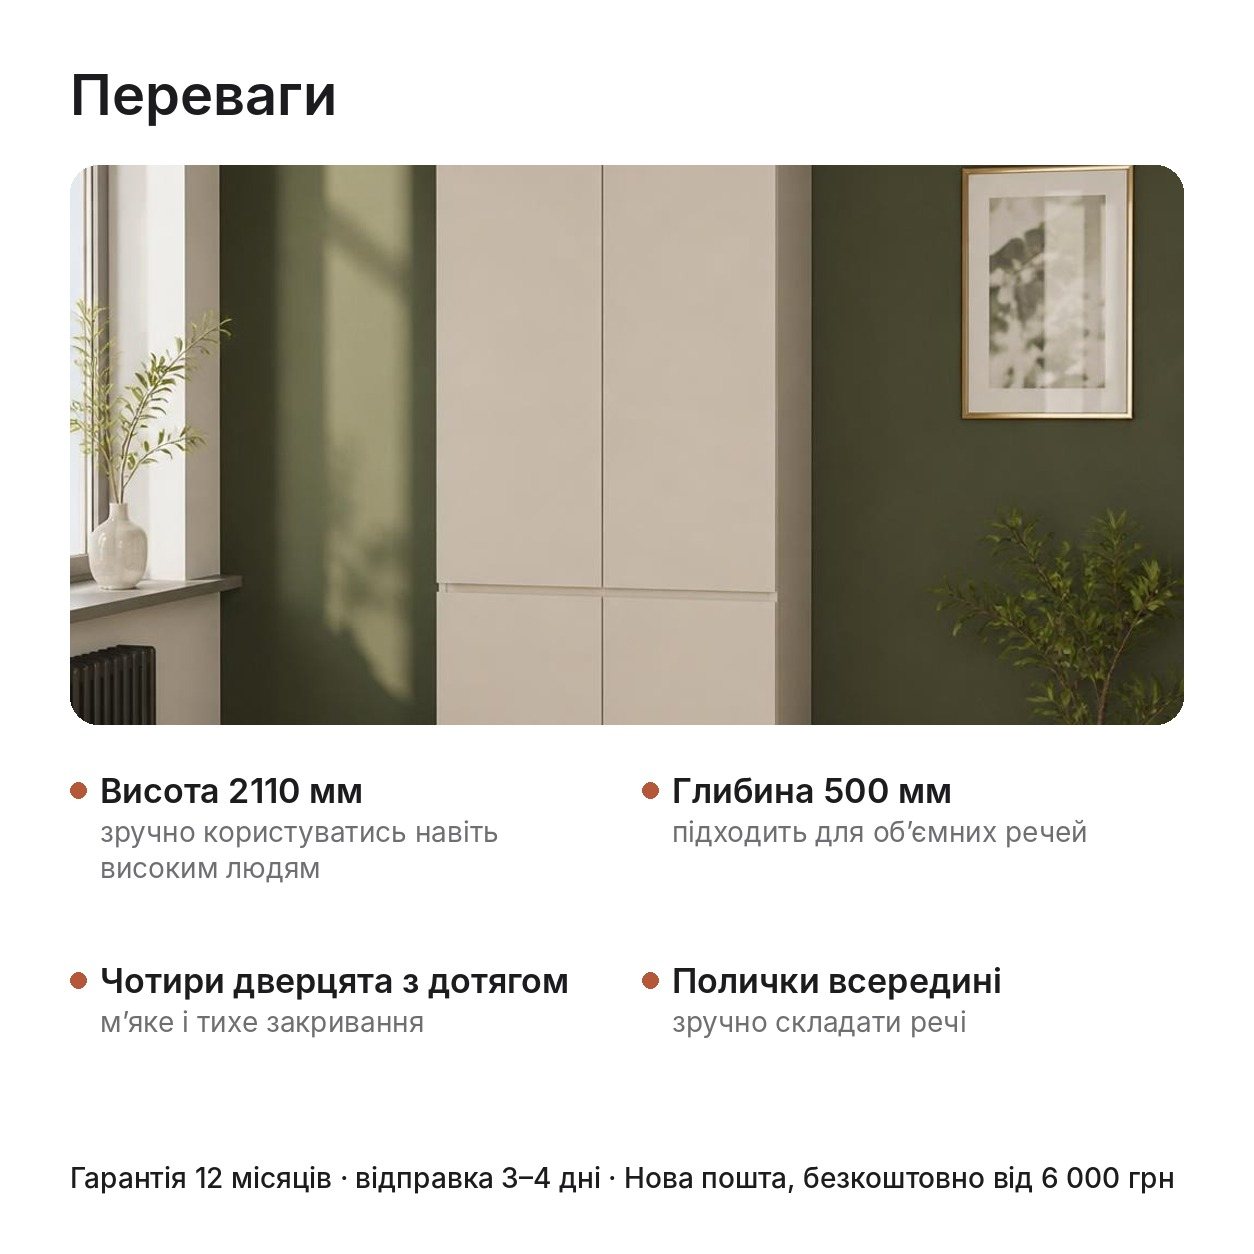 Переваги
Висота 2110 мм
зручно користуватись навіть
високим людям
Глибина 500 мм
підходить для об’ємних речей
Чотири дверцята з дотягом
м’яке і тихе закривання
Полички всередині
зручно складати речі
Гарантія 12 місяців · відправка 3–4 дні · Нова пошта, безкоштовно від 6 000 грн